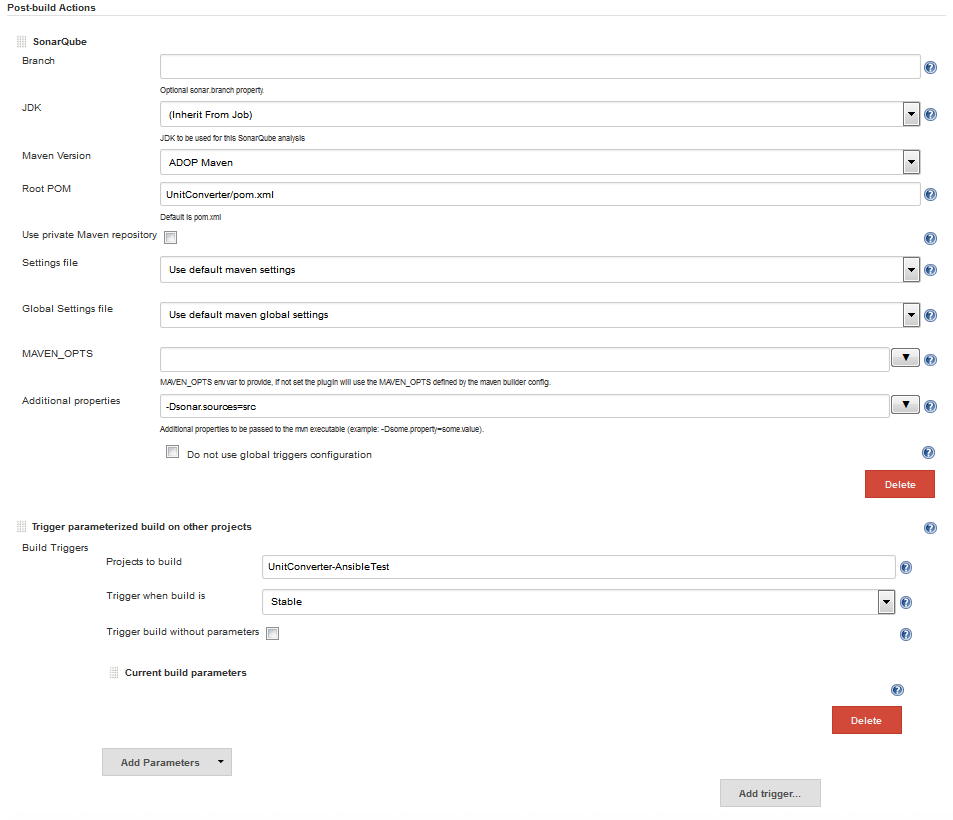 Post-build Actions
SonarQube
Branch
Optional sonar.branch property.
JDK
(Inherit From Job)
JDK to be used for this SonarQube analysis
Maven Version
ADOP Maven
Root POM
UnitConverter/pom.xml
Default is pom.xml
Use private Maven repository
Settings file
Use default maven settings
Global Settings file
Use default maven global settings
MAVEN_OPTS
MAVEN_OPTS env var to provide, if not set the plugin will use the MAVEN_OPTS defined by the maven builder config.
Additional properties
-Dsonar.sources=src
Additional properties to be passed to the mvn executable (example: -Dsome.property=some.value).
Do not use global triggers configuration
Delete
Trigger parameterized build on other projects
Build Triggers
Projects to build
UnitConverter-AnsibleTest
Trigger when build is
Stable
Trigger build without parameters
Current build parameters
Delete
Add Parameters
Add trigger...